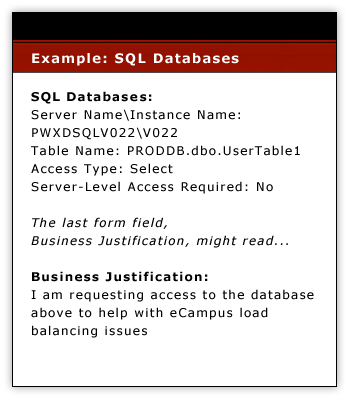 Example: SQL Databases
SQL Databases:
Server Name\Instance Name:
PWXDSQLV022\V022
Table Name: PRODDB.dbo.UserTable1
Access Type: Select
Server-Level Access Required: No
The last form field,
Business Justification, might read...
Business Justification:
I am requesting access to the database
above to help with eCampus load
balancing issues